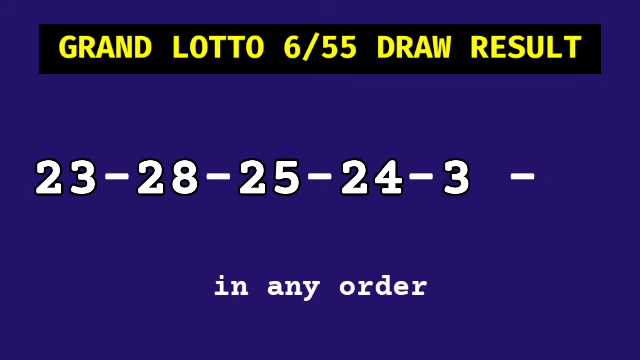 GRAND LOTTO 6/55 DRAW RESULT
23-28-25-24-3 -
in any order